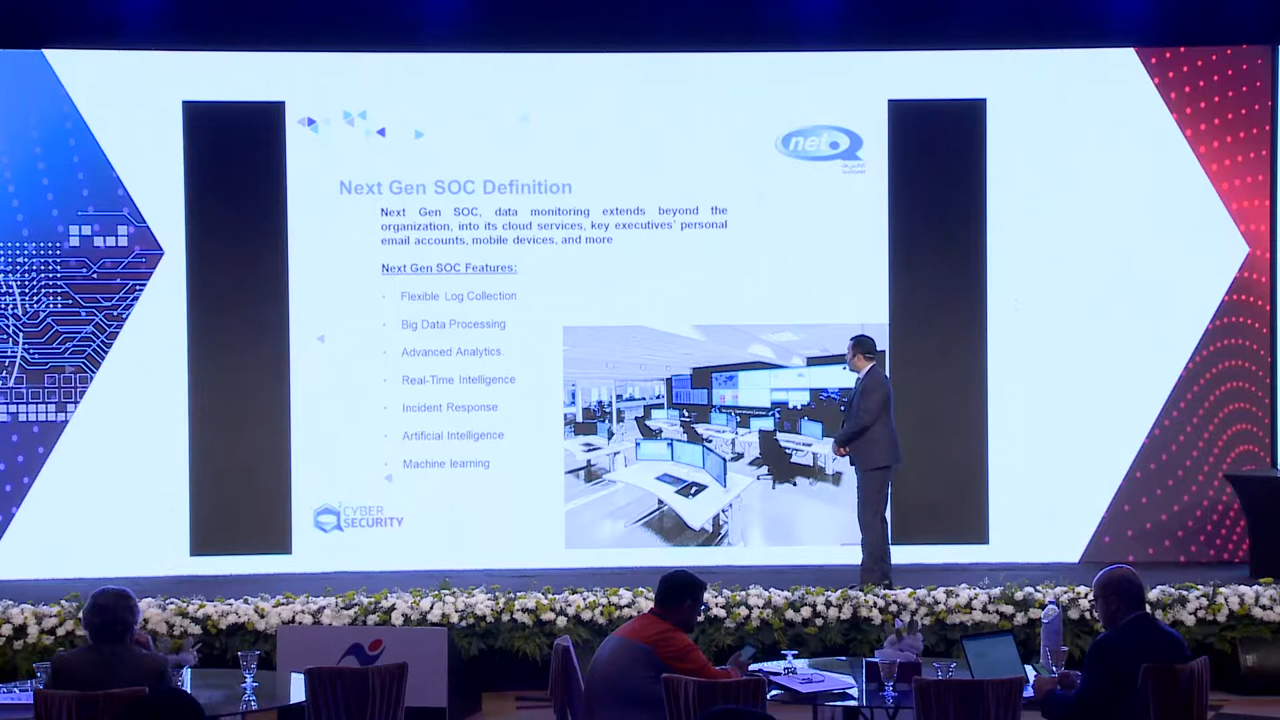 netQ
Next Gen SOC Definition
Next Gen SOC, data monitoring extends beyond the
organization, into its cloud services, key executives' personal
email accounts, mobile devices, and more
Next Gen SOC Features:
· Flexible Log Collection
· Big Data Processing
· Advanced Analytics.
· Real-Time Intelligence
· Incident Response
· Artificial Intelligence
· Machine learning
2
CYBER
SECURITY